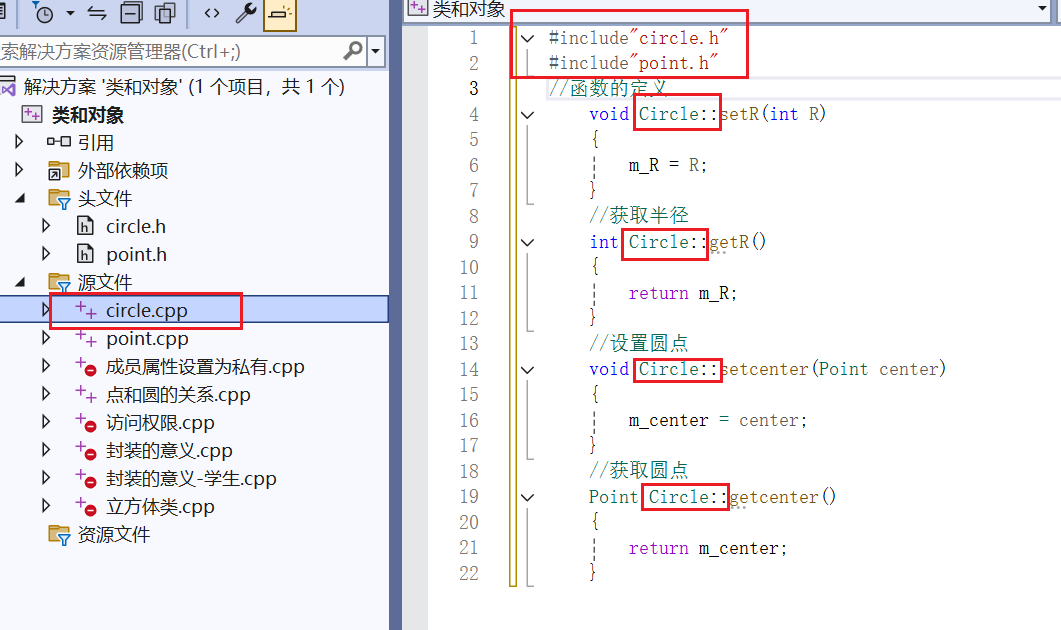 类和对象
索解决方案资源管理器(Ctrl+;)
解决方案 '类和对象' (1 个项目，共 1 个)
类和对象
引用
外部依赖项
头文件
circle.h
point.h
源文件
circle.cpp
point.cpp
成员属性设置为私有.cpp
点和圆的关系.cpp
访问权限.cpp
封装的意义.cpp
封装的意义-学生.cpp
立方体类.cpp
资源文件
1 #include"circle.h"
2 #include"point.h"
3 //函数的定义
4 void Circle::setR(int R)
5 {
6 m_R = R;
7 }
8 //获取半径
9 int Circle::getR()
10 {
11 return m_R;
12 }
13 //设置圆点
14 void Circle::setcenter(Point center)
15 {
16 m_center = center;
17 }
18 //获取圆点
19 Point Circle::getcenter()
20 {
21 return m_center;
22 }